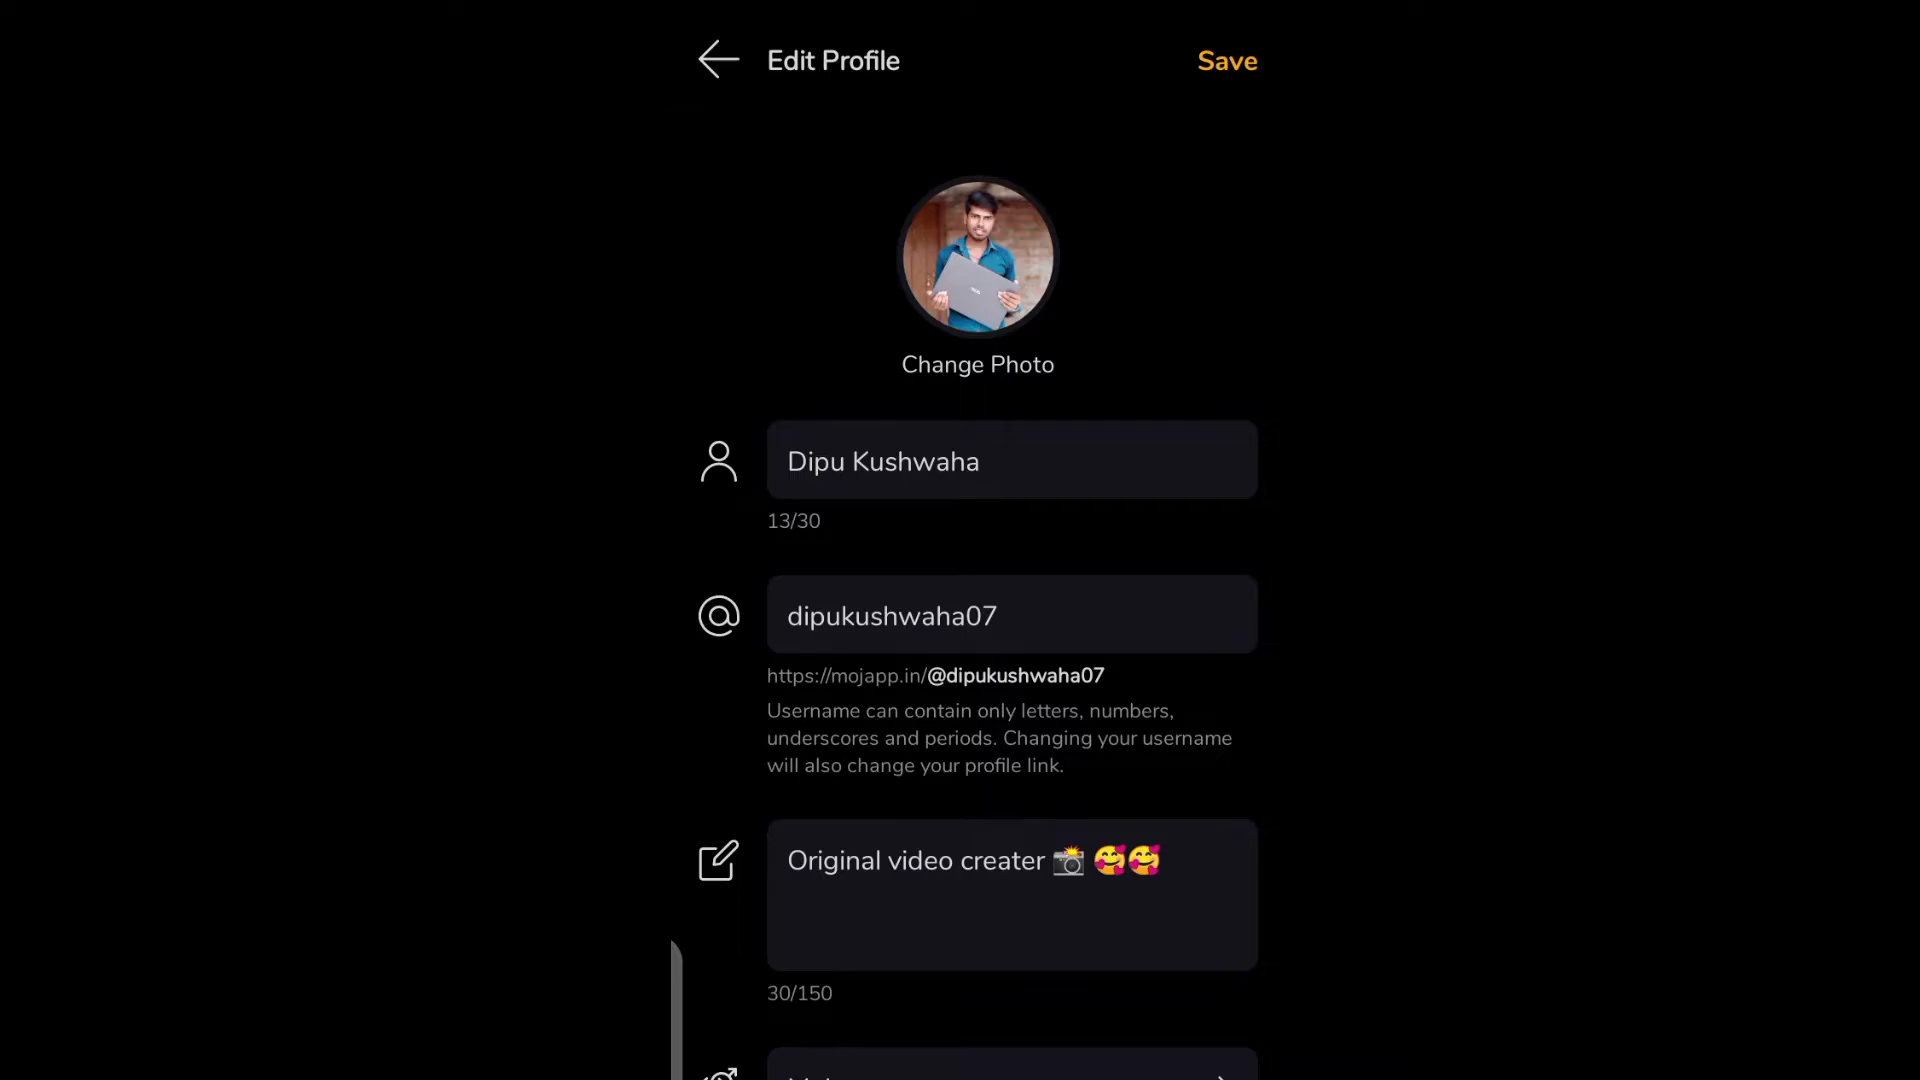 Edit Profile
Save
Change Photo
Dipu Kushwaha
13/30
dipukushwaha07
https://mojapp.in/@dipukushwaha07
Username can contain only letters, numbers,
underscores and periods. Changing your username
will also change your profile link.
Original video creater 📸 🥰🥰
30/150